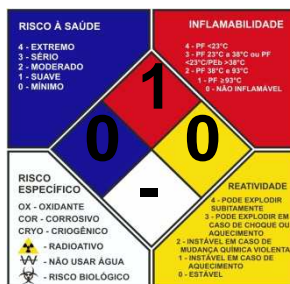 RISCO À SAÚDE
4 - EXTREMO
3 - SÉRIO
2 - MODERADO
1 - SUAVE
0 - MÍNIMO
INFLAMABILIDADE
4 - PF <23°C
3 - PF 23°C e 38°C ou PF
<23°C/PEb >38°C
2 - PF 38°C e 93°C
1 - PF ≥93°C
0 - NÃO INFLAMÁVEL
1
0
0
-
RISCO
ESPECÍFICO
OX - OXIDANTE
COR - CORROSIVO
CRYO - CRIOGÊNICO
- RADIOATIVO
W - NÃO USAR ÁGUA
- RISCO BIOLÓGICO
REATIVIDADE
4 - PODE EXPLODIR
SUBITAMENTE
3 - PODE EXPLODIR EM
CASO DE CHOQUE OU
AQUECIMENTO
2 - INSTÁVEL EM CASO DE
MUDANÇA QUÍMICA VIOLENTA
1 - INSTÁVEL EM CASO DE
AQUECIMENTO
0 - ESTÁVEL